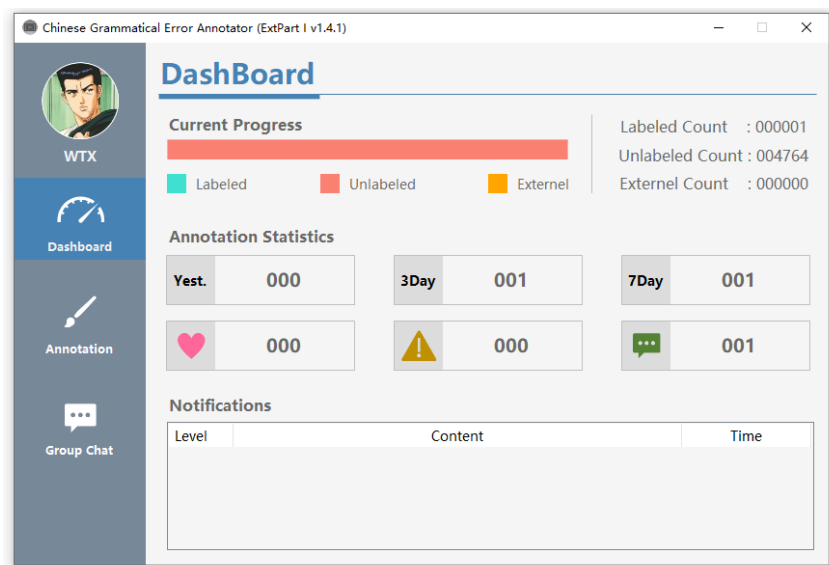 Chinese Grammatical Error Annotator (ExtPart I v1.4.1)
DashBoard
WTX
Dashboard
Annotation
Group Chat
Current Progress
Labeled Unlabeled Externel
Labeled Count : 000001
Unlabeled Count : 004764
Externel Count : 000000
Annotation Statistics
Yest. 000 3Day 001 7Day 001
000 000 001
Notifications
Level Content Time